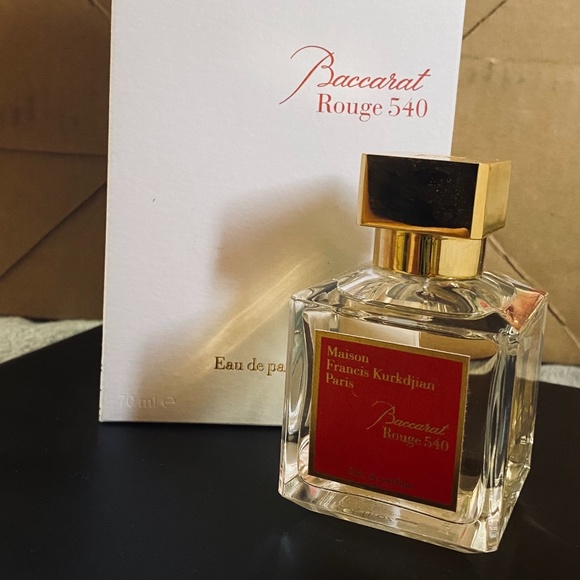 Baccarat
Rouge 540
Eau de pa
70 ml e
Maison
Francis Kurkdjian
Paris
Baccarat
Rouge 540